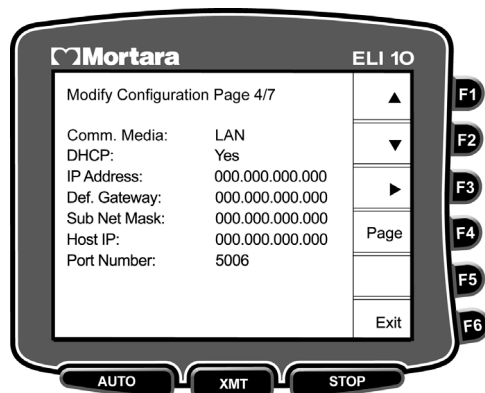 Mortara ELI 10
Modify Configuration Page 4/7
Comm. Media: LAN
DHCP: Yes
IP Address: 000.000.000.000
Def. Gateway: 000.000.000.000
Sub Net Mask: 000.000.000.000
Host IP: 000.000.000.000
Port Number: 5006
Page
Exit
F1
F2
F3
F4
F5
F6
AUTO XMT STOP